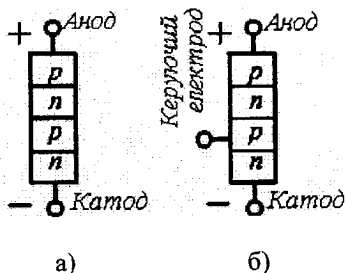 + Анод
p
n
p
n
− Катод
а)
Керуючий
електрод
+ Анод
p
n
p
n
− Катод
б)